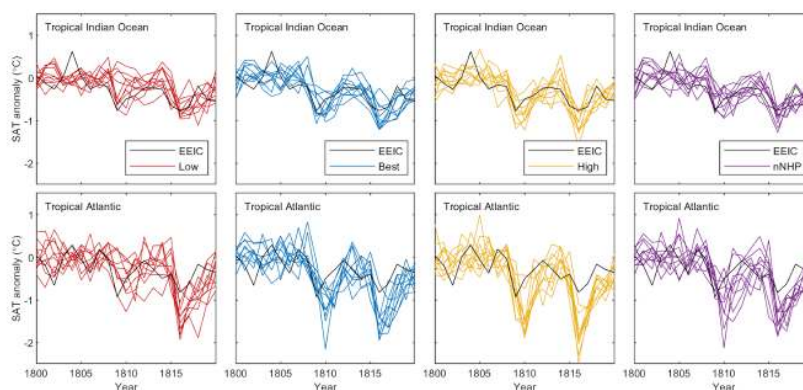 Tropical Indian Ocean Tropical Indian Ocean Tropical Indian Ocean Tropical Indian Ocean
1
0
-1
-2
SAT anomaly (°C)
EEIC EEIC EEIC EEIC
Low Best High nNHP
Tropical Atlantic Tropical Atlantic Tropical Atlantic Tropical Atlantic
1
0
-1
-2
SAT anomaly (°C)
1800 1805 1810 1815 1800 1805 1810 1815 1800 1805 1810 1815 1800 1805 1810 1815
Year Year Year Year